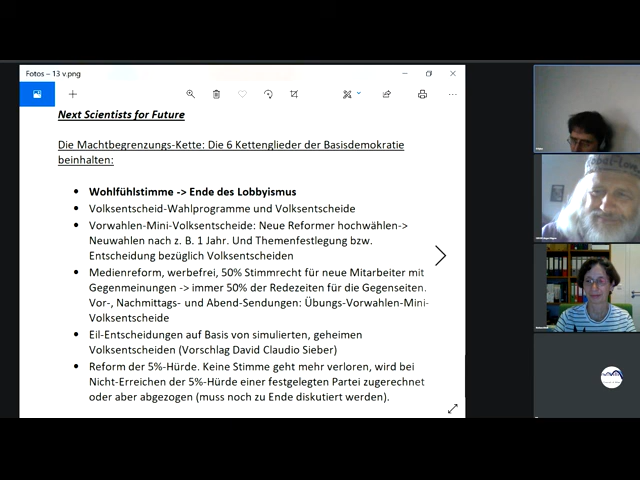 Fotos – 13 v.png
Next Scientists for Future
Die Machtbegrenzungs-Kette: Die 6 Kettenglieder der Basisdemokratie
beinhalten:
• Wohlfühlstimme -> Ende des Lobbyismus
• Volksentscheid-Wahlprogramme und Volksentscheide
• Vorwahlen-Mini-Volksentscheide: Neue Reformer hochwählen->
Neuwahlen nach z. B. 1 Jahr. Und Themenfestlegung bzw.
Entscheidung bezüglich Volksentscheiden
• Medienreform, werbefrei, 50% Stimmrecht für neue Mitarbeiter mit
Gegenmeinungen -> immer 50% der Redezeiten für die Gegenseiten.
Vor-, Nachmittags- und Abend-Sendungen: Übungs-Vorwahlen-Mini-
Volksentscheide
• Eil-Entscheidungen auf Basis von simulierten, geheimen
Volksentscheiden (Vorschlag David Claudio Sieber)
• Reform der 5%-Hürde. Keine Stimme geht mehr verloren, wird bei
Nicht-Erreichen der 5%-Hürde einer festgelegten Partei zugerechnet
oder aber abgezogen (muss noch zu Ende diskutiert werden).